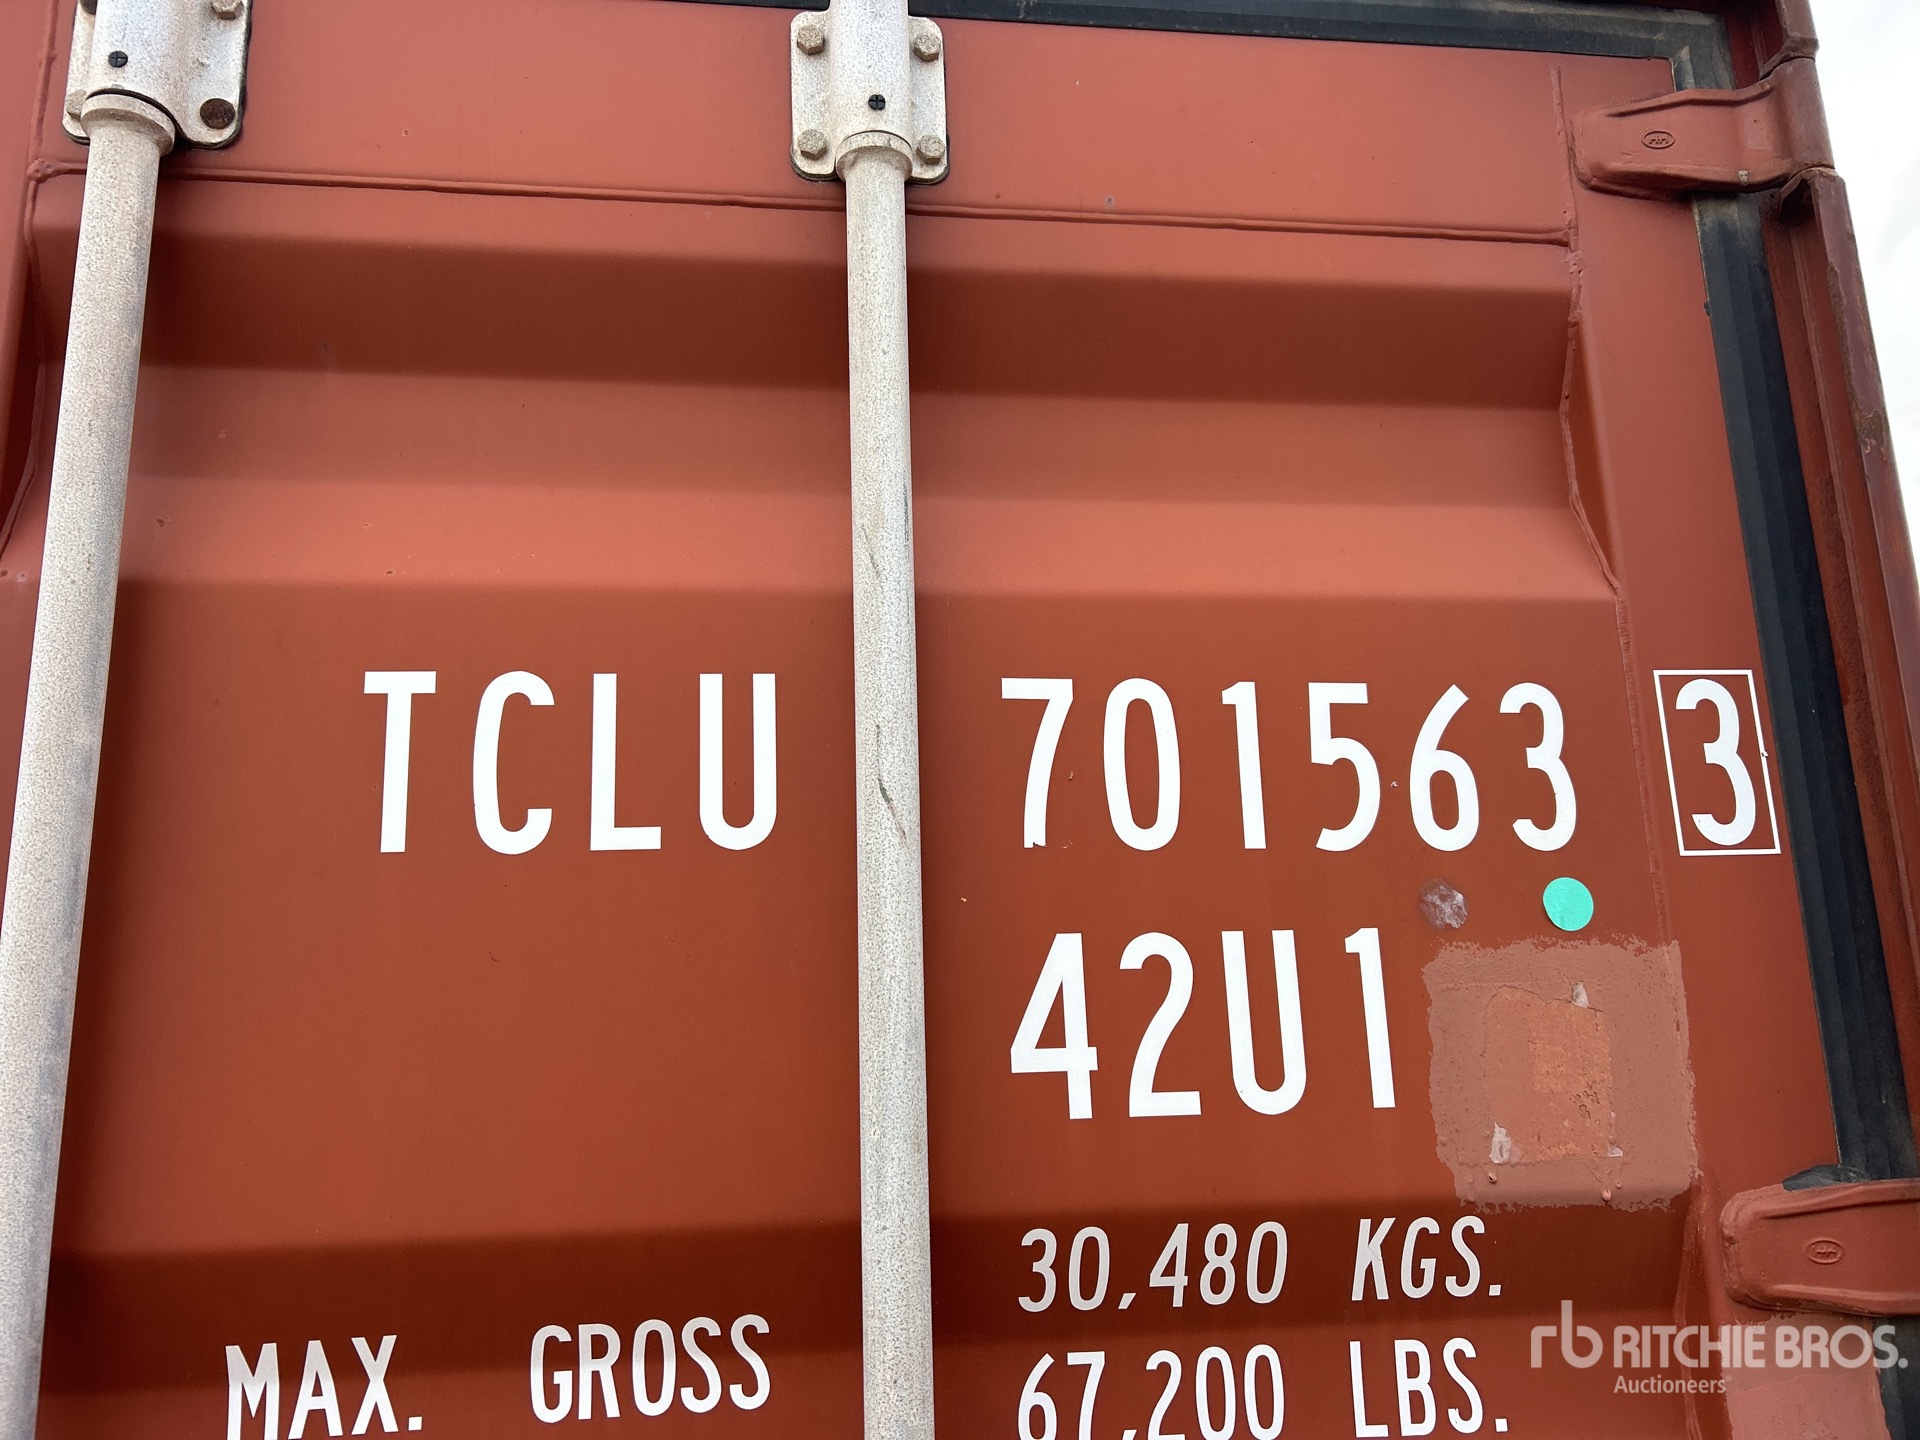 TCLU 701563 3
42U1
30,480 KGS.
MAX. GROSS 67,200 LBS.
rb RITCHIE BROS.
Auctioneers